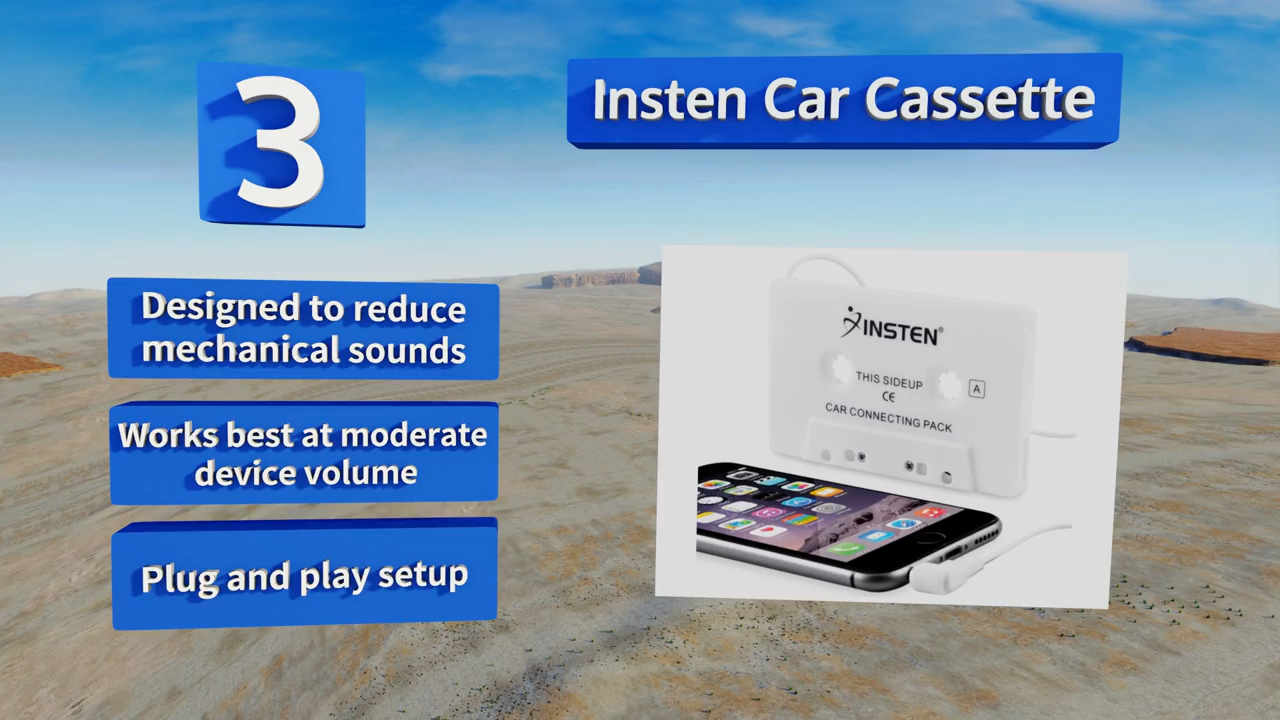 3
Insten Car Cassette
Designed to reduce
mechanical sounds
Works best at moderate
device volume
Plug and play setup
INSTEN®
THIS SIDEUP
A
CE
CAR CONNECTING PACK